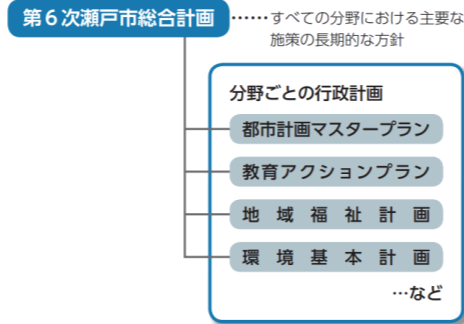 第6次瀬戸市総合計画 ……すべての分野における主要な
施策の長期的な方針
分野ごとの行政計画
都市計画マスタープラン
教育アクションプラン
地域福祉計画
環境基本計画
…など